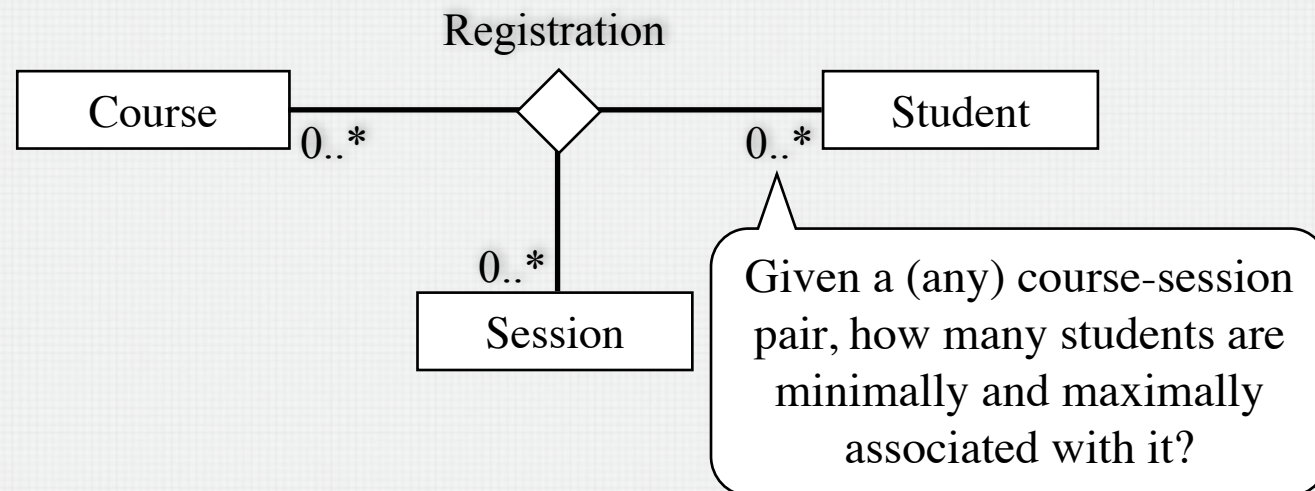 Registration
Course
Student
0..*
0..*
0..*
Session
Given a (any) course-session
pair, how many students are
minimally and maximally
associated with it?